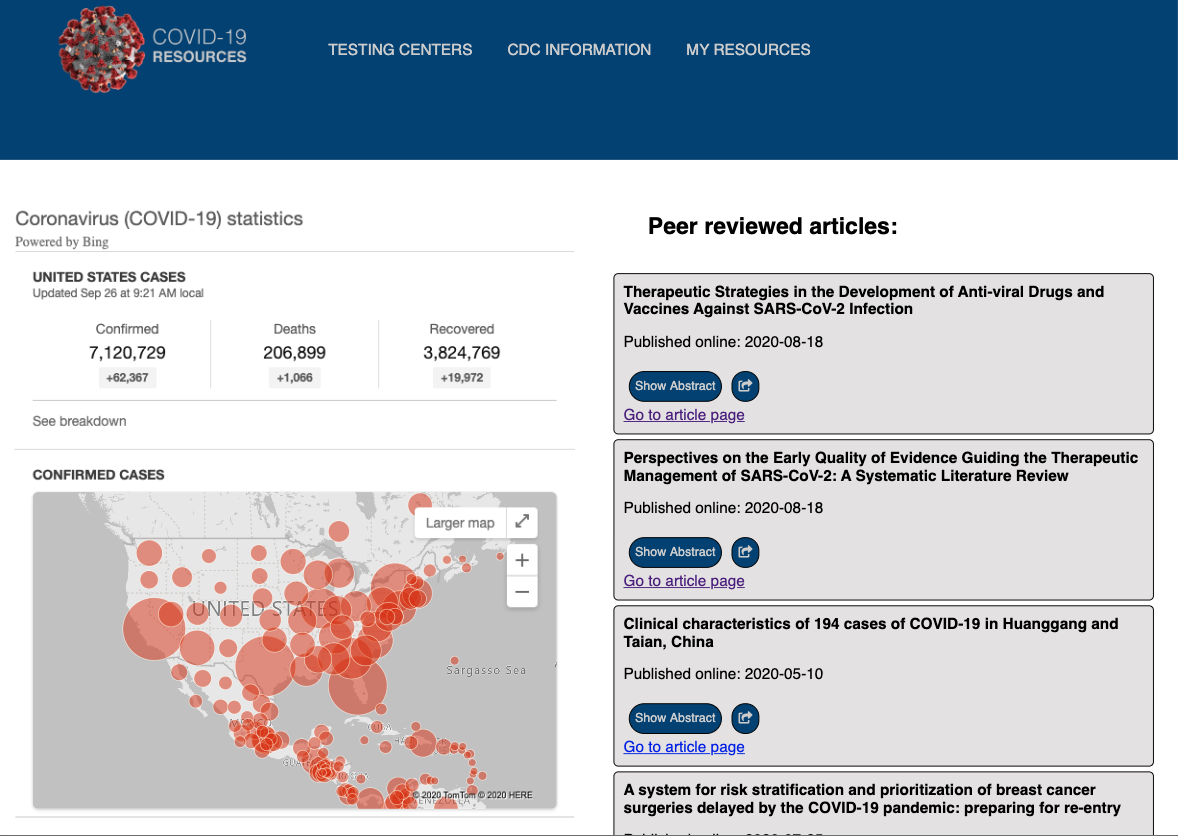 COVID-19
RESOURCES
TESTING CENTERS
CDC INFORMATION
MY RESOURCES
Coronavirus (COVID-19) statistics
Powered by Bing
UNITED STATES CASES
Updated Sep 26 at 9:21 AM local
Confirmed
7,120,729
+62,367
Deaths
206,899
+1,066
Recovered
3,824,769
+19,972
See breakdown
CONFIRMED CASES
Larger map
+
−
UNITED STATES
Sargasso Sea
© 2020 TomTom © 2020 HERE
Peer reviewed articles:
Therapeutic Strategies in the Development of Anti-viral Drugs and
Vaccines Against SARS-CoV-2 Infection
Published online: 2020-08-18
Show Abstract
Go to article page
Perspectives on the Early Quality of Evidence Guiding the Therapeutic
Management of SARS-CoV-2: A Systematic Literature Review
Published online: 2020-08-18
Show Abstract
Go to article page
Clinical characteristics of 194 cases of COVID-19 in Huanggang and
Taian, China
Published online: 2020-05-10
Show Abstract
Go to article page
A system for risk stratification and prioritization of breast cancer
surgeries delayed by the COVID-19 pandemic: preparing for re-entry